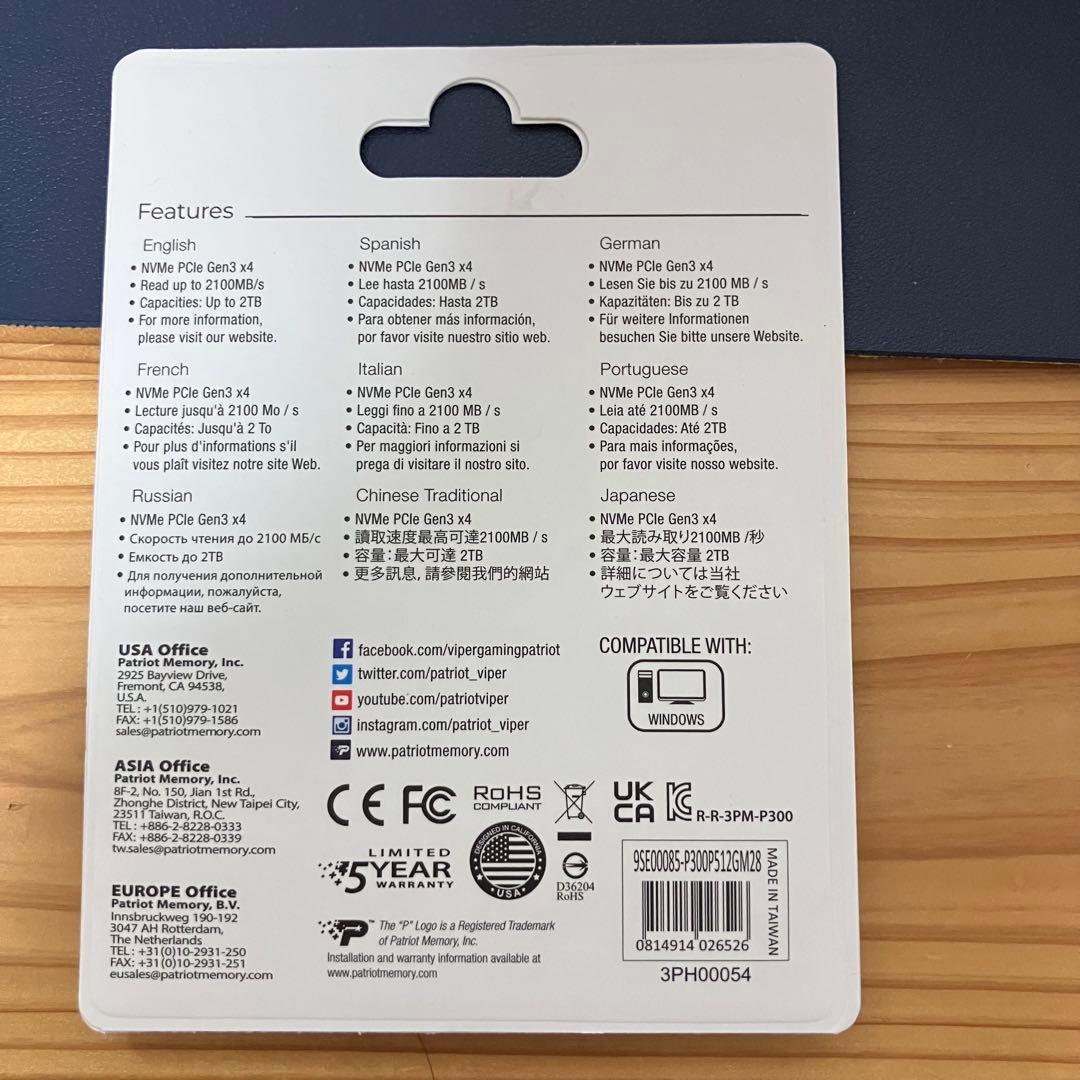 Features
English
• NVMe PCIe Gen3 x4
• Read up to 2100MB/s
• Capacities: Up to 2TB
• For more information,
please visit our website.
Spanish
• NVMe PCIe Gen3 x4
• Lee hasta 2100MB / s
• Capacidades: Hasta 2TB
• Para obtener más información,
por favor visite nuestro sitio web.
German
• NVMe PCIe Gen3 x4
• Lesen Sie bis zu 2100 MB / s
• Kapazitäten: Bis zu 2 TB
• Für weitere Informationen
besuchen Sie bitte unsere Website.
French
• NVMe PCIe Gen3 x4
• Lecture jusqu'à 2100 Mo / s
• Capacités: Jusqu'à 2 To
• Pour plus d'informations s'il
vous plaît visitez notre site Web.
Italian
• NVMe PCIe Gen3 x4
• Leggi fino a 2100 MB / s
• Capacità: Fino a 2 TB
• Per maggiori informazioni si
prega di visitare il nostro sito.
Portuguese
• NVMe PCIe Gen3 x4
• Leia até 2100MB / s
• Capacidades: Até 2TB
• Para mais informações,
por favor visite nosso website.
Russian
• NVMe PCIe Gen3 x4
• Скорость чтения до 2100 МБ/с
• Емкость до 2TB
• Для получения дополнительной
информации, пожалуйста,
посетите наш веб-сайт.
Chinese Traditional
• NVMe PCIe Gen3 x4
• 讀取速度最高可達2100MB / s
• 容量:最大可達 2TB
• 更多訊息, 請參閱我們的網站
Japanese
• NVMe PCIe Gen3 x4
• 最大読み取り2100MB /秒
• 容量:最大容量 2TB
• 詳細については当社
ウェブサイトをご覧ください
USA Office
Patriot Memory, Inc.
2925 Bayview Drive,
Fremont, CA 94538,
U.S.A.
TEL : +1(510)979-1021
FAX: +1(510)979-1586
sales@patriotmemory.com
ASIA Office
Patriot Memory, Inc.
8F-2, No. 150, Jian 1st Rd.,
Zhonghe District, New Taipei City,
23511 Taiwan, R.O.C.
TEL : +886-2-8228-0333
FAX: +886-2-8228-0339
tw.sales@patriotmemory.com
EUROPE Office
Patriot Memory, B.V.
Innsbruckweg 190-192
3047 AH Rotterdam,
The Netherlands
TEL : +31(0)10-2931-250
FAX: +31(0)10-2931-251
eusales@patriotmemory.com
facebook.com/vipergamingpatriot
twitter.com/patriot_viper
youtube.com/patriotviper
instagram.com/patriot_viper
www.patriotmemory.com
COMPATIBLE WITH:
WINDOWS
CE FC
RoHS
COMPLIANT
UK
CA
R-R-3PM-P300
LIMITED
5 YEAR
WARRANTY
DESIGNED IN CALIFORNIA
USA
D36204
RoHS
P™
The "P" Logo is a Registered Trademark
of Patriot Memory, Inc.
Installation and warranty information available at
www.patriotmemory.com
9SE00085-P300P512GM28
0814914 026526
MADE IN TAIWAN
3PH00054